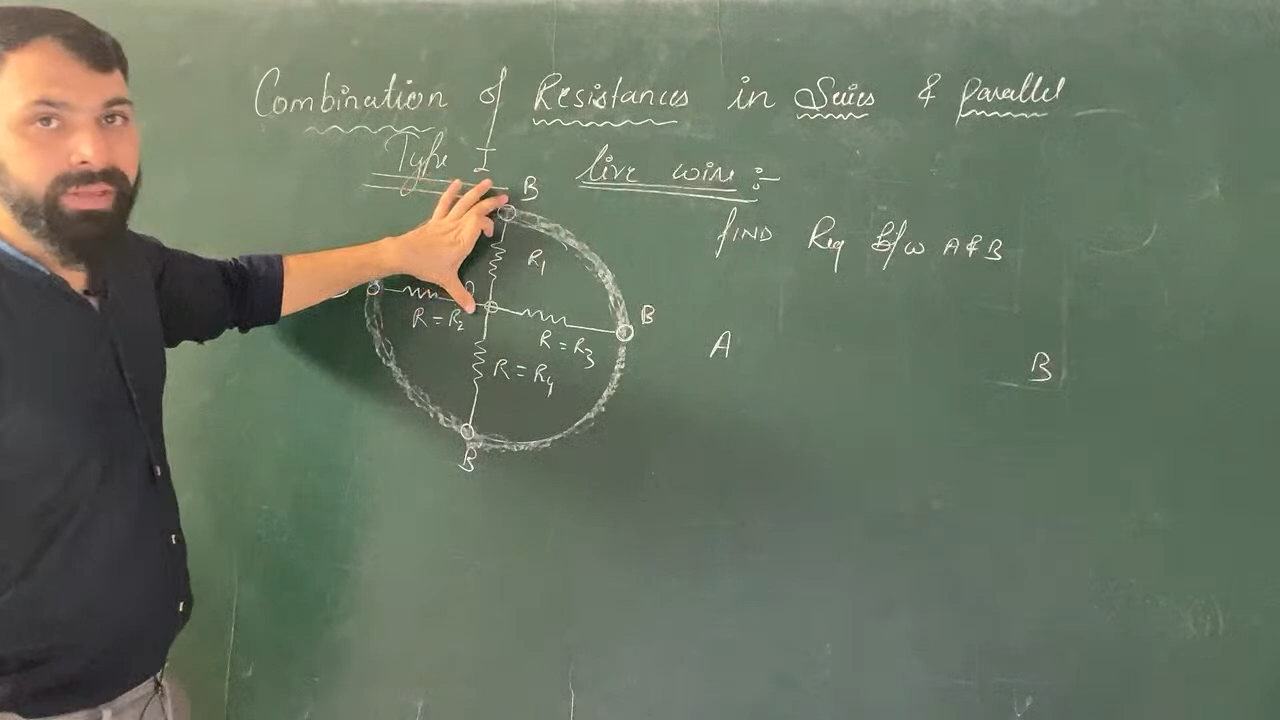 Combination of Resistances in Series & Parallel
Type I live wire :-
B
FIND Req B/w A & B
R1
B
R = R2
R = R3
A
B
R = R4
B